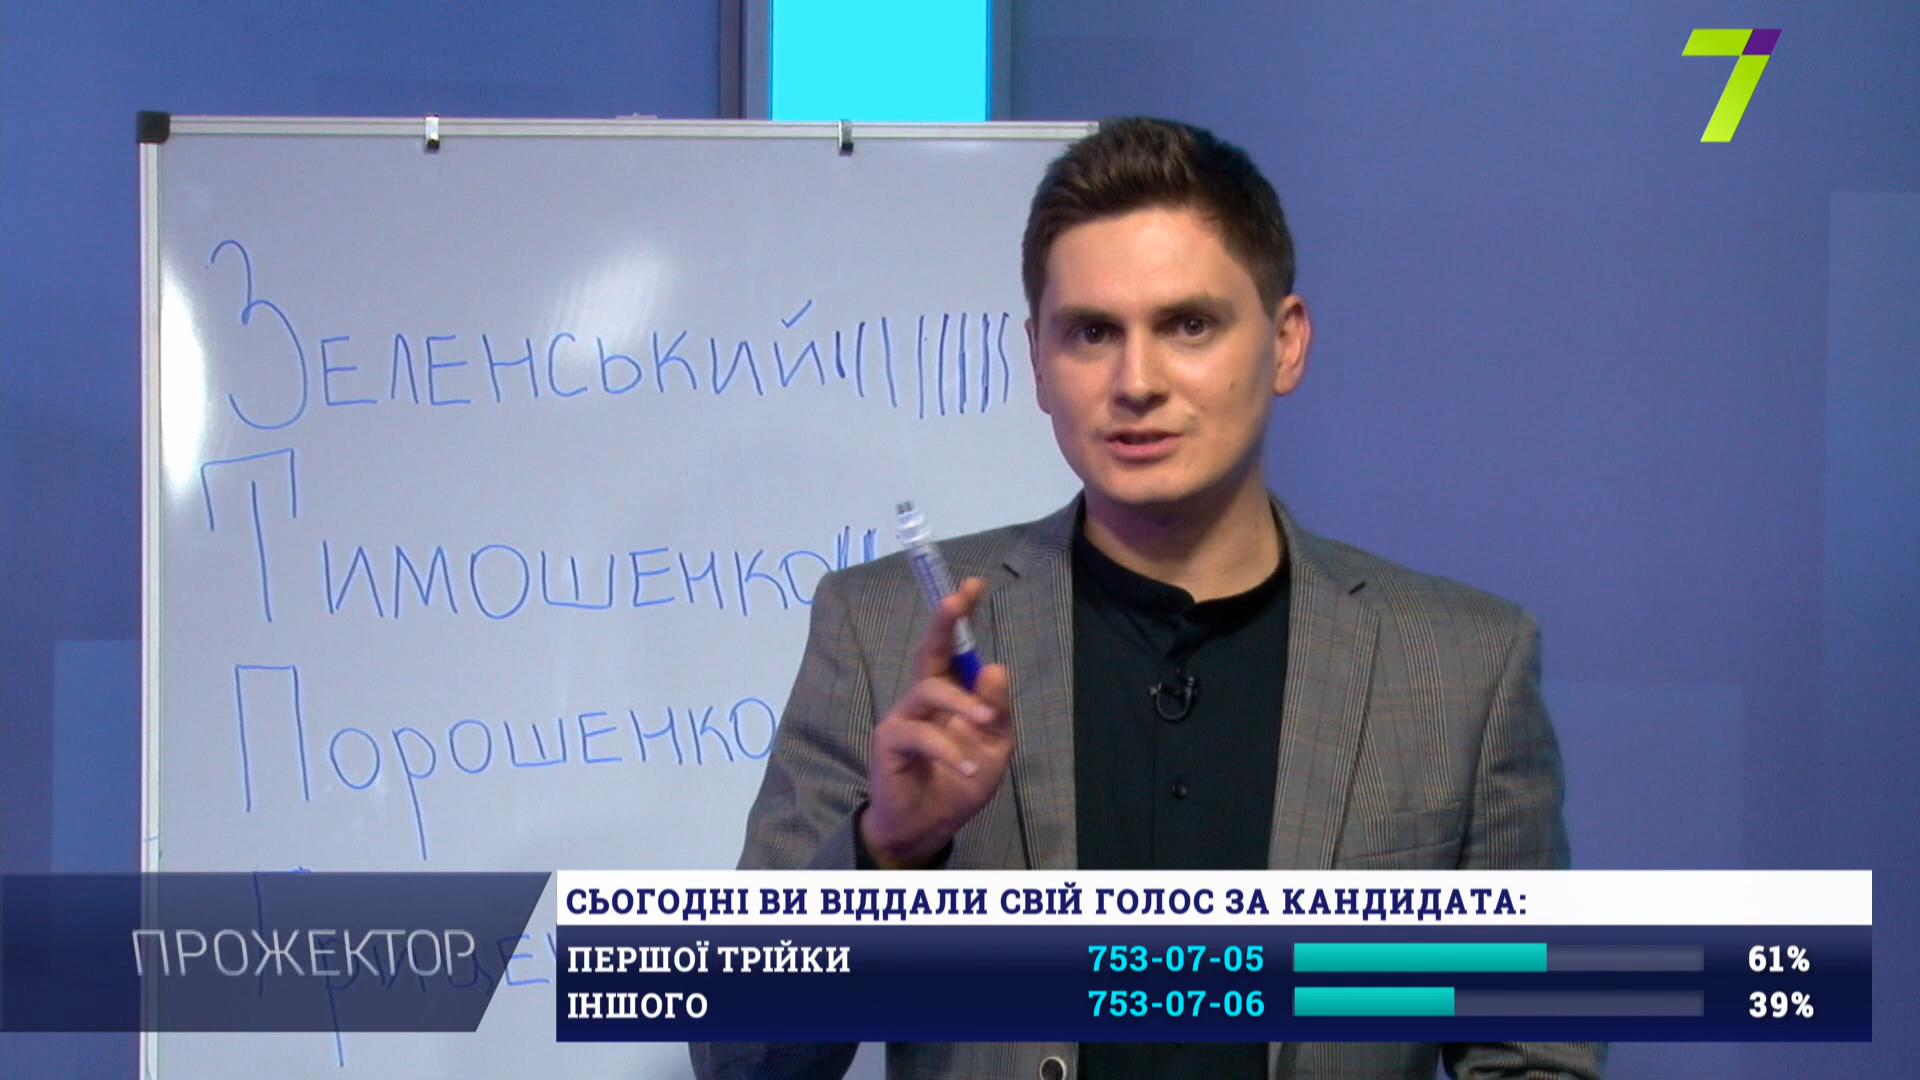 7
Зеленський
Тимошенко
Порошенко
ПРОЖЕКТОР
СЬОГОДНІ ВИ ВІДДАЛИ СВІЙ ГОЛОС ЗА КАНДИДАТА:
ПЕРШОЇ ТРІЙКИ 753-07-05 61%
ІНШОГО 753-07-06 39%